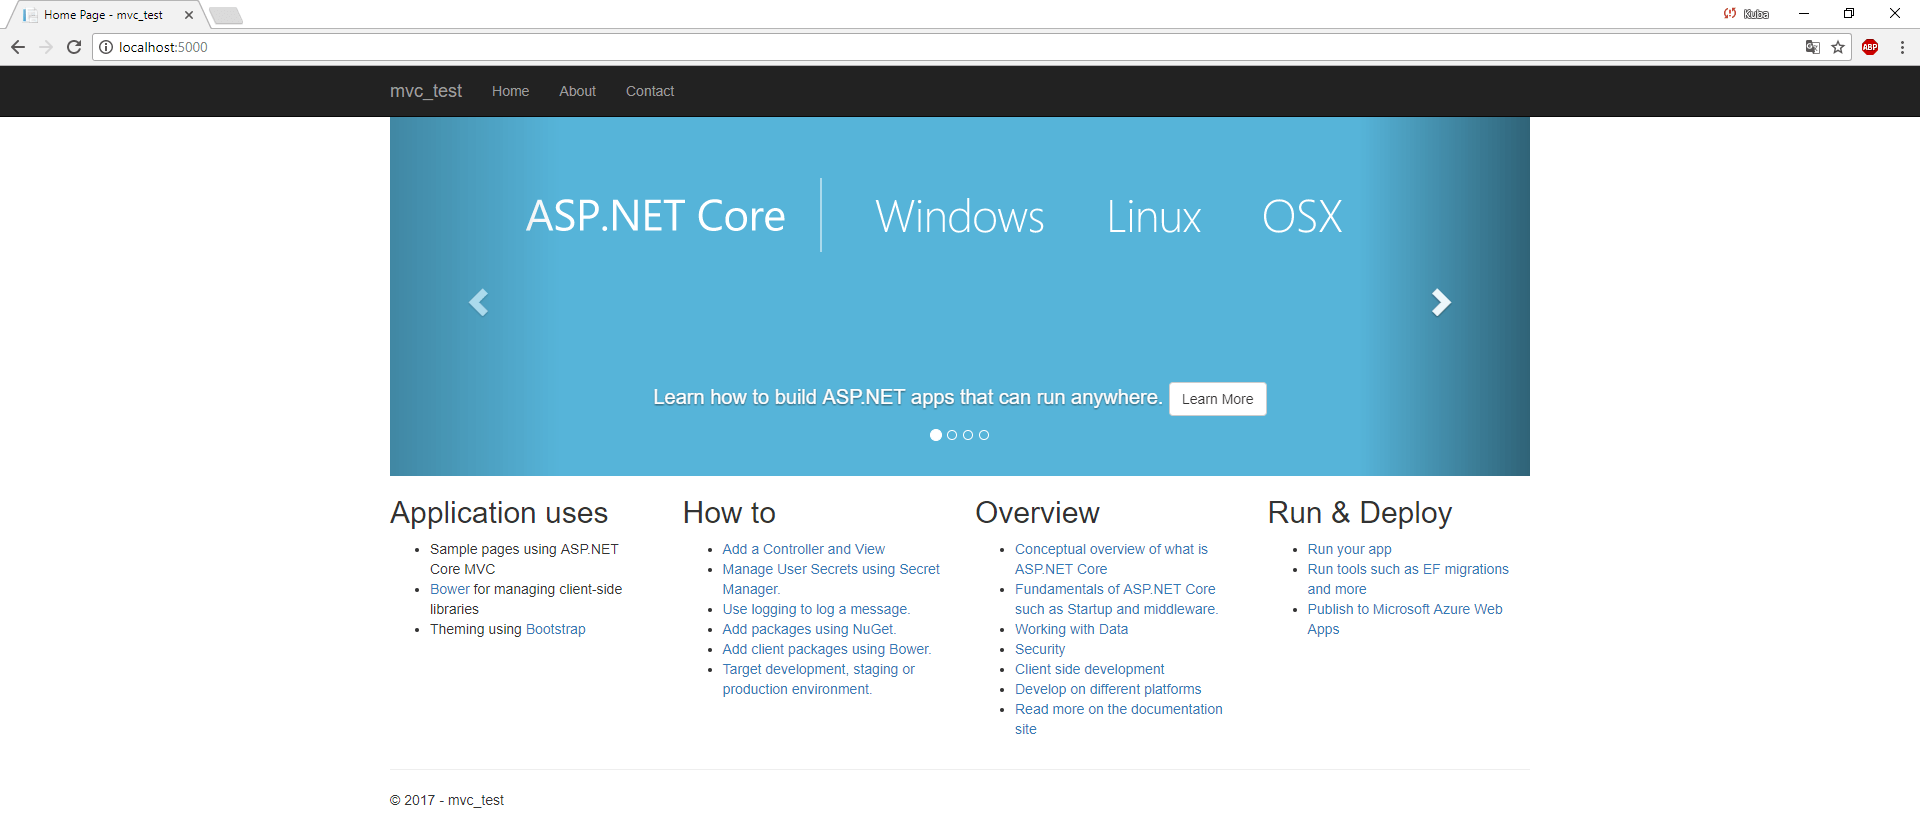 Home Page - mvc_test
Kuba
localhost:5000
ABP
mvc_test Home About Contact
ASP.NET Core Windows Linux OSX
Learn how to build ASP.NET apps that can run anywhere. Learn More
Application uses
Sample pages using ASP.NET
Core MVC
Bower for managing client-side
libraries
Theming using Bootstrap
How to
Add a Controller and View
Manage User Secrets using Secret
Manager.
Use logging to log a message.
Add packages using NuGet.
Add client packages using Bower.
Target development, staging or
production environment.
Overview
Conceptual overview of what is
ASP.NET Core
Fundamentals of ASP.NET Core
such as Startup and middleware.
Working with Data
Security
Client side development
Develop on different platforms
Read more on the documentation
site
Run & Deploy
Run your app
Run tools such as EF migrations
and more
Publish to Microsoft Azure Web
Apps
© 2017 - mvc_test